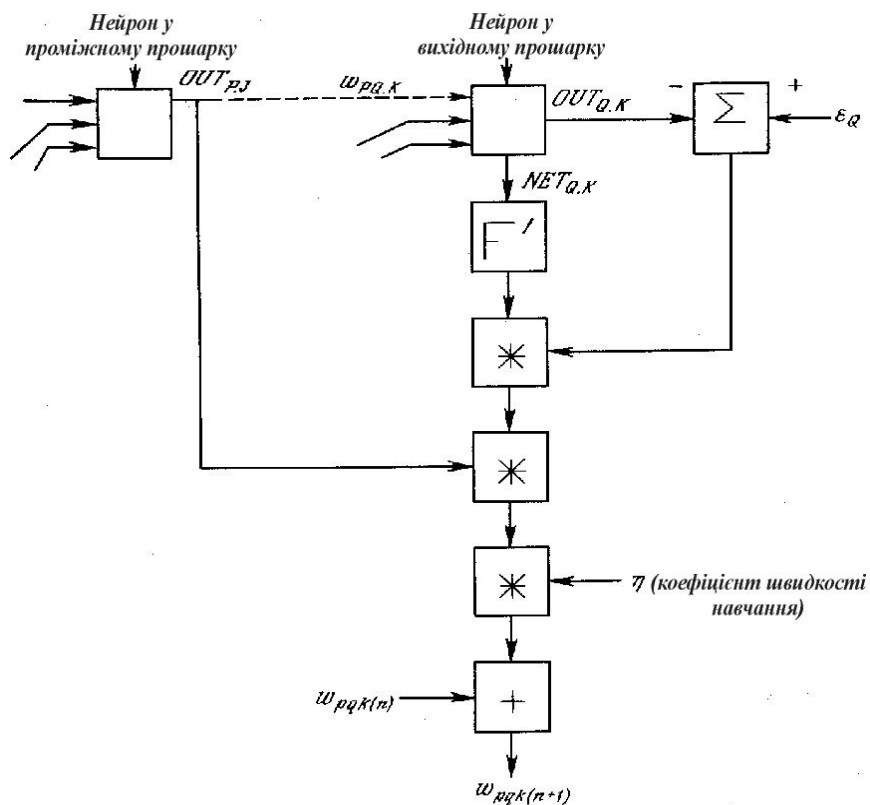 Нейрон у
проміжному прошарку
Нейрон у
вихідному прошарку
OUT_{P.J}
w_{PQ.K}
OUT_{Q.K}
-
+
Σ
ε_Q
NET_{Q.K}
F′
*
*
*
η (коефіцієнт швидкості
навчання)
w_{pqk(n)}
+
w_{pqk(n+1)}